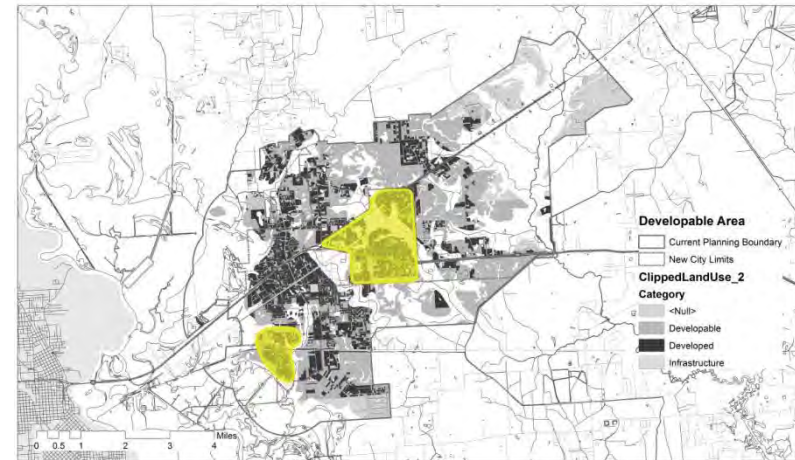 Developable Area
Current Planning Boundary
New City Limits
ClippedLandUse_2
Category
<Null>
Developable
Developed
Infrastructure
Miles
0 0.5 1 2 3 4